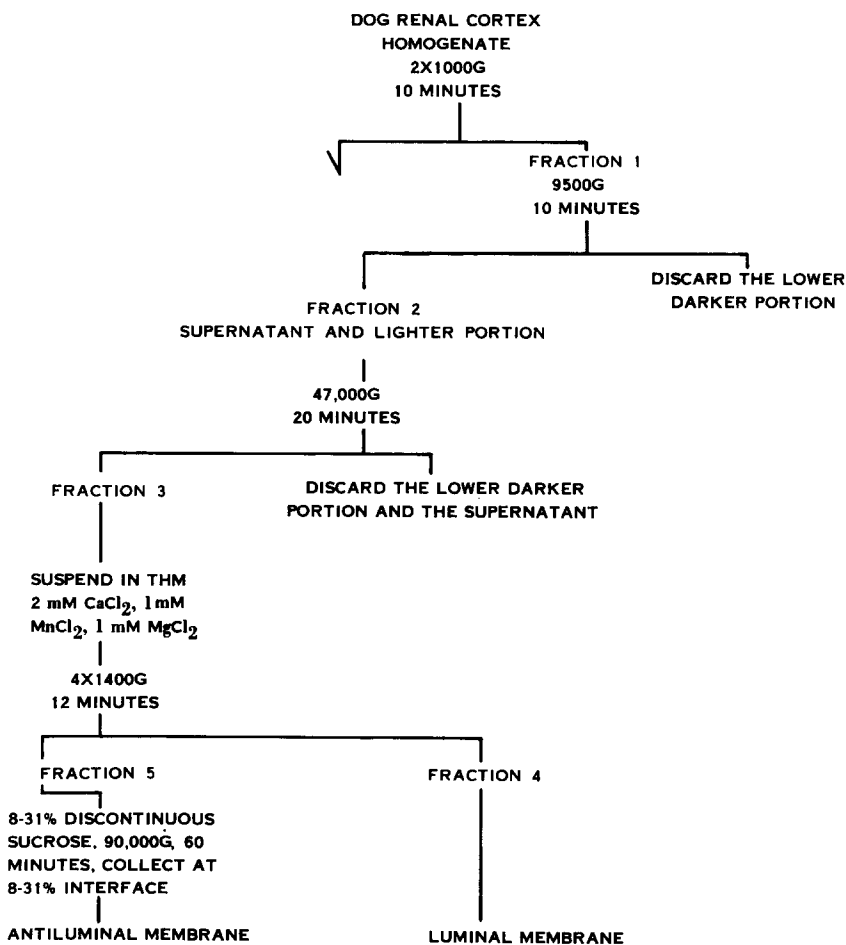 DOG RENAL CORTEX
HOMOGENATE
2X1000G
10 MINUTES
FRACTION 1
9500G
10 MINUTES
DISCARD THE LOWER
DARKER PORTION
FRACTION 2
SUPERNATANT AND LIGHTER PORTION
47,000G
20 MINUTES
FRACTION 3
DISCARD THE LOWER DARKER
PORTION AND THE SUPERNATANT
SUSPEND IN THM
2 mM CaCl2, 1mM
MnCl2, 1 mM MgCl2
4X1400G
12 MINUTES
FRACTION 5
FRACTION 4
8-31% DISCONTINUOUS
SUCROSE, 90,000G, 60
MINUTES, COLLECT AT
8-31% INTERFACE
ANTILUMINAL MEMBRANE
LUMINAL MEMBRANE